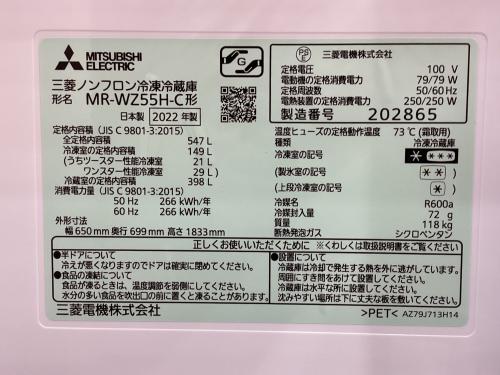 MITSUBISHI
ELECTRIC
G
三菱ノンフロン冷凍冷蔵庫
形名 MR-WZ55H-C形
日本製 2022年製
定格内容積 (JIS C 9801-3:2015)
全定格内容積 547 L
冷凍室の定格内容積 149 L
(うちツースター性能冷凍室 21 L
ワンスター性能冷凍室 29 L)
冷蔵室の定格内容積 398 L
消費電力量 (JIS C 9801-3:2015)
50 Hz 266 kWh/年
60 Hz 266 kWh/年
外形寸法
幅 650mm 奥行 699mm 高さ 1833mm
PS
E
三菱電機株式会社
定格電圧 100 V
電動機の定格消費電力 79/79 W
定格周波数 50/60 Hz
電熱装置の定格消費電力 250/250 W
製造番号 202865
温度ヒューズの定格動作温度 73℃(霜取用)
種類 冷凍冷蔵庫
冷凍室の記号 * ***
(製氷室の記号 **)
(上段冷凍室の記号 *)
冷媒名 R600a
冷媒封入量 72 g
質量 118 kg
断熱発泡ガス シクロペンタン
正しくお使いいただくために ※くわしくは取扱説明書をご覧ください
●半ドアについて
冷えが悪くなりますのでドアは確実に閉めてください。
●食品の凍結について
食品が凍るときは、温度調節を弱側にしてください。
水分の多い食品を吹出口の前に置くと凍ることがあります。
●設置について
冷蔵庫は冷却で発生する熱を外に逃がしています。
周囲にすき間をあけて設置してください。
冷蔵庫は水平な所に設置してください。
沈みやすい場所は下に丈夫な板を敷いてください。
三菱電機株式会社
>PET< AZ79J713H14